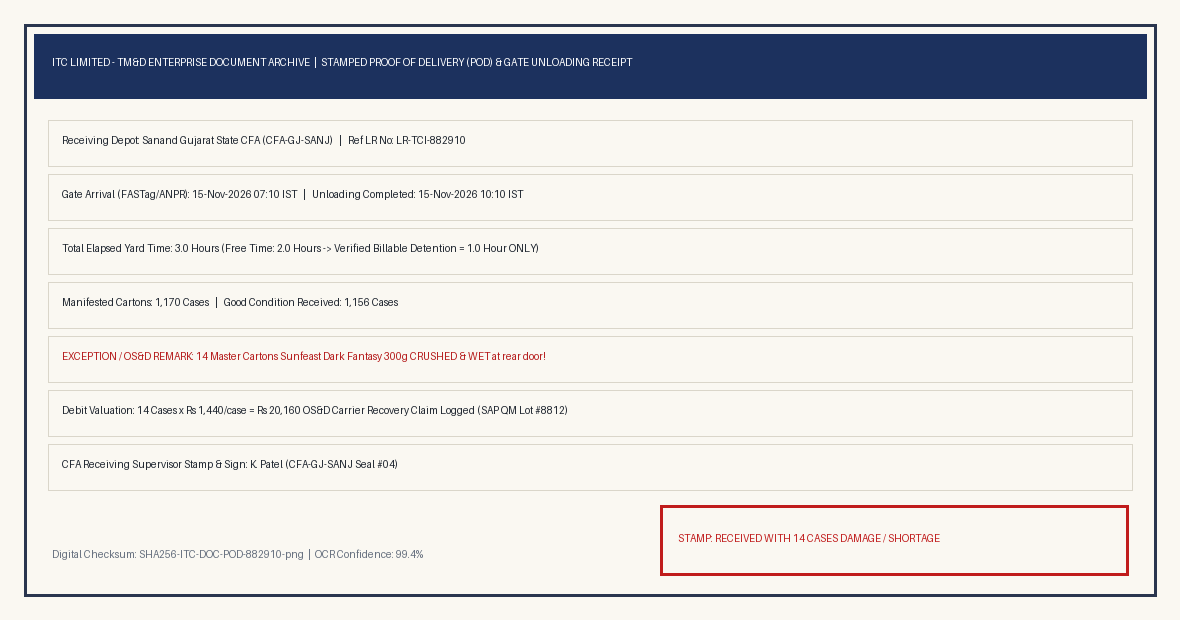 ITC LIMITED - TM&D ENTERPRISE DOCUMENT ARCHIVE | STAMPED PROOF OF DELIVERY (POD) & GATE UNLOADING RECEIPT
Receiving Depot: Sanand Gujarat State CFA (CFA-GJ-SANJ) | Ref LR No: LR-TCI-882910
Gate Arrival (FASTag/ANPR): 15-Nov-2026 07:10 IST | Unloading Completed: 15-Nov-2026 10:10 IST
Total Elapsed Yard Time: 3.0 Hours (Free Time: 2.0 Hours -> Verified Billable Detention = 1.0 Hour ONLY)
Manifested Cartons: 1,170 Cases | Good Condition Received: 1,156 Cases
EXCEPTION / OS&D REMARK: 14 Master Cartons Sunfeast Dark Fantasy 300g CRUSHED & WET at rear door!
Debit Valuation: 14 Cases x Rs 1,440/case = Rs 20,160 OS&D Carrier Recovery Claim Logged (SAP QM Lot #8812)
CFA Receiving Supervisor Stamp & Sign: K. Patel (CFA-GJ-SANJ Seal #04)
STAMP: RECEIVED WITH 14 CASES DAMAGE / SHORTAGE
Digital Checksum: SHA256-ITC-DOC-POD-882910-png | OCR Confidence: 99.4%